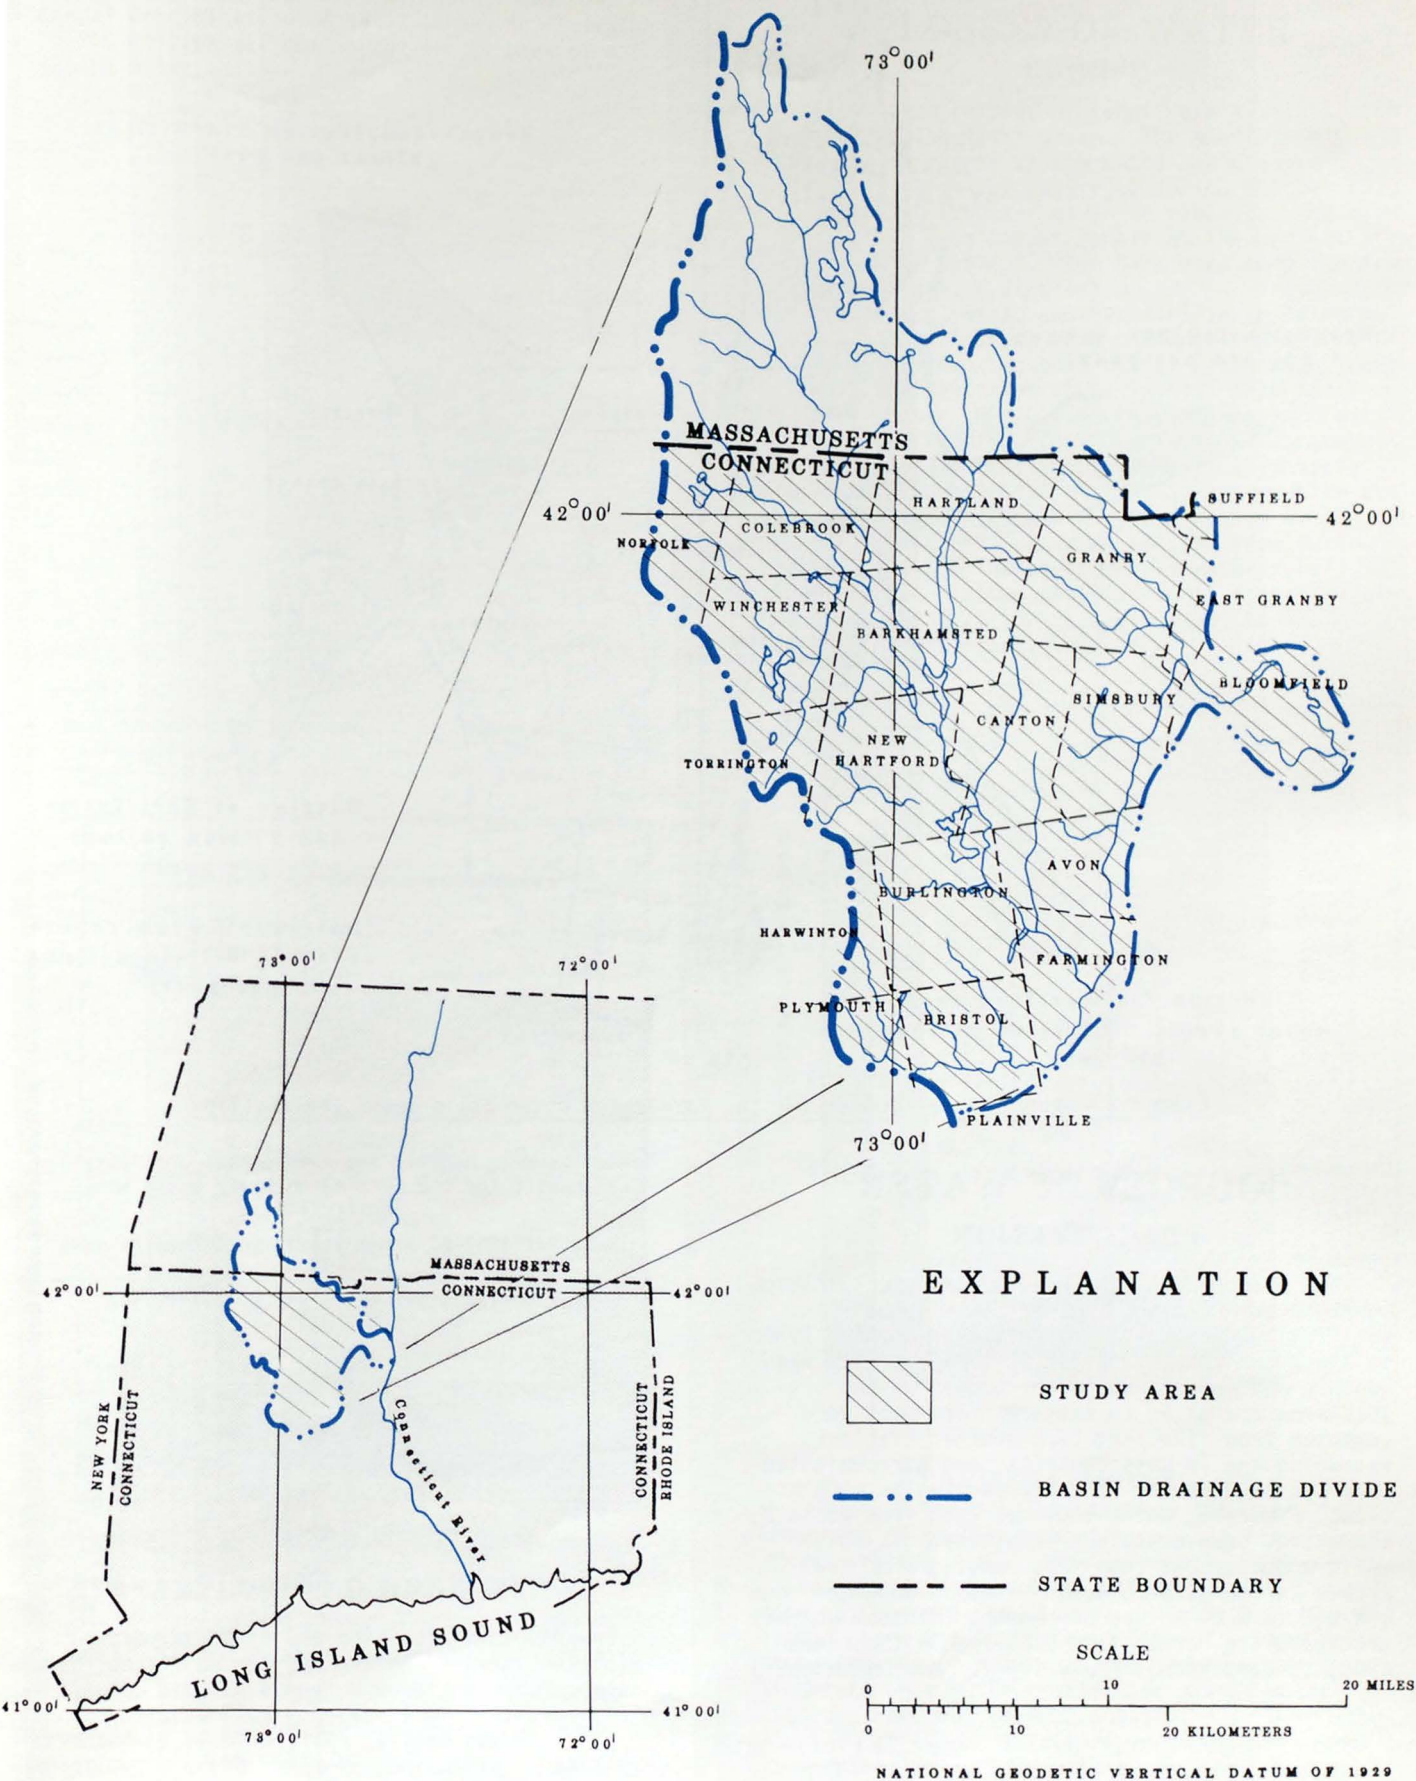 73°00'
MASSACHUSETTS
CONNECTICUT
42°00'
42°00'
SUFFIELD
HARTLAND
COLEBROOK
NORFOLK
GRANBY
EAST GRANBY
WINCHESTER
BARKHAMSTED
BLOOMFIELD
SIMSBURY
CANTON
NEW
HARTFORD
TORRINGTON
AVON
BURLINGTON
HARWINTON
FARMINGTON
PLYMOUTH
BRISTOL
PLAINVILLE
73°00'
73°00'
72°00'
MASSACHUSETTS
CONNECTICUT
42°00'
42°00'
NEW YORK
CONNECTICUT
Connecticut River
CONNECTICUT
RHODE ISLAND
LONG ISLAND SOUND
41°00'
41°00'
73°00'
72°00'
EXPLANATION
STUDY AREA
BASIN DRAINAGE DIVIDE
STATE BOUNDARY
SCALE
0 10 20 MILES
0 10 20 KILOMETERS
NATIONAL GEODETIC VERTICAL DATUM OF 1929